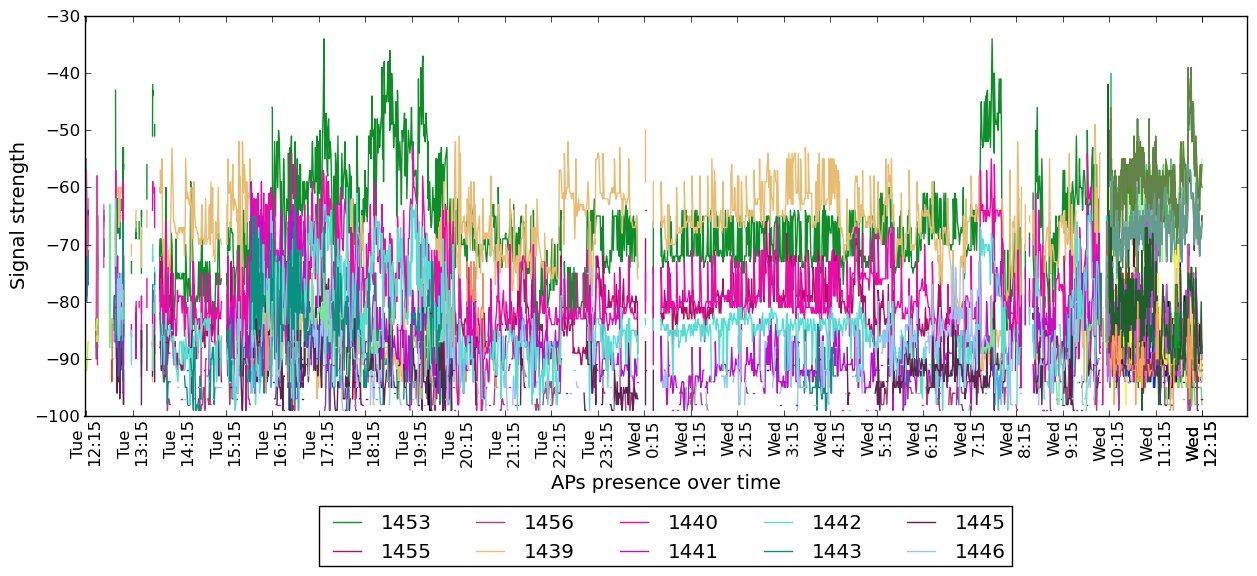 −30
−40
−50
−60
−70
−80
−90
−100
Signal strength
Tue 12:15
Tue 13:15
Tue 14:15
Tue 15:15
Tue 16:15
Tue 17:15
Tue 18:15
Tue 19:15
Tue 20:15
Tue 21:15
Tue 22:15
Tue 23:15
Wed 0:15
Wed 1:15
Wed 2:15
Wed 3:15
Wed 4:15
Wed 5:15
Wed 6:15
Wed 7:15
Wed 8:15
Wed 9:15
Wed 10:15
Wed 11:15
Wed 12:15
APs presence over time
1453 1456 1440 1442 1445
1455 1439 1441 1443 1446